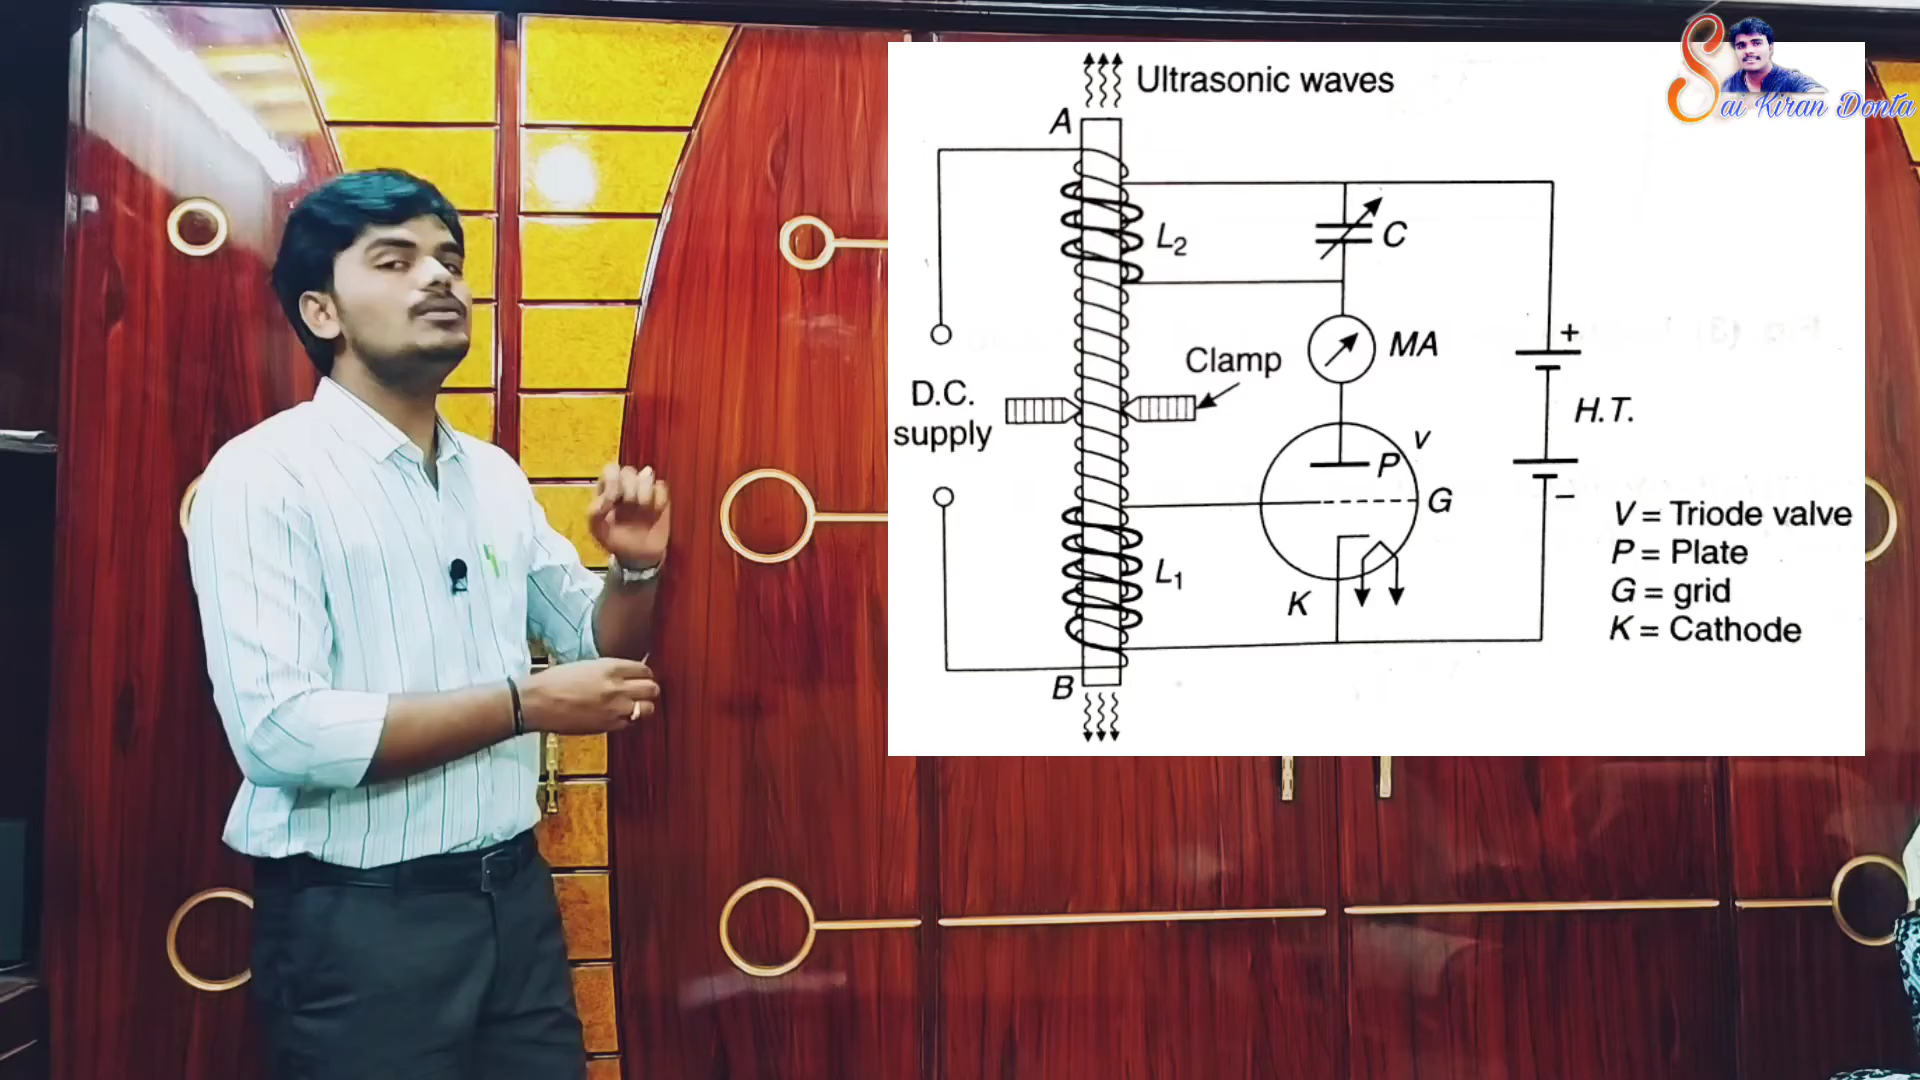 Sai Kiran Donta
Ultrasonic waves
A
L2
C
MA
Clamp
D.C.
supply
+
H.T.
V
P
G
–
V = Triode valve
P = Plate
G = grid
K = Cathode
L1
K
B